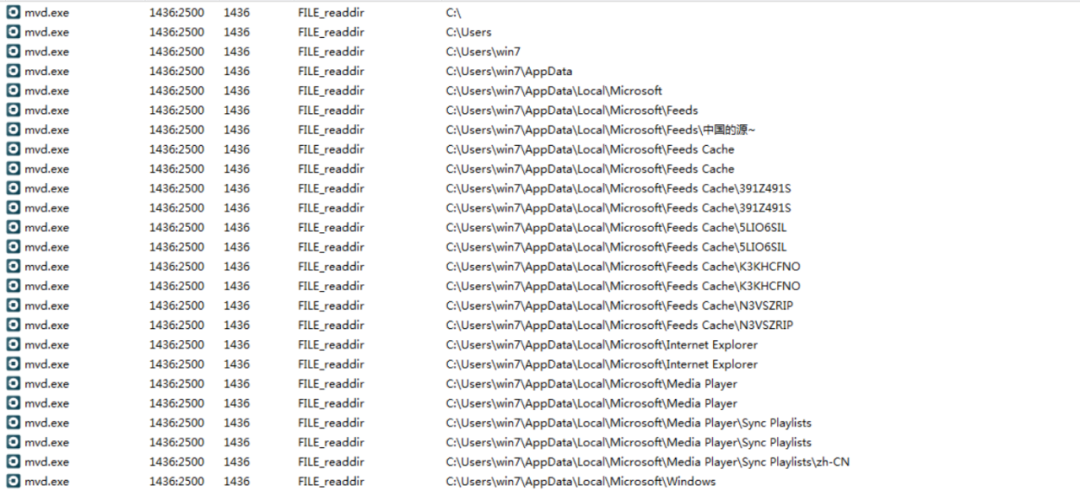 mvd.exe 1436:2500 1436 FILE_readdir C:\
mvd.exe 1436:2500 1436 FILE_readdir C:\Users
mvd.exe 1436:2500 1436 FILE_readdir C:\Users\win7
mvd.exe 1436:2500 1436 FILE_readdir C:\Users\win7\AppData
mvd.exe 1436:2500 1436 FILE_readdir C:\Users\win7\AppData\Local\Microsoft
mvd.exe 1436:2500 1436 FILE_readdir C:\Users\win7\AppData\Local\Microsoft\Feeds
mvd.exe 1436:2500 1436 FILE_readdir C:\Users\win7\AppData\Local\Microsoft\Feeds\中国的源~
mvd.exe 1436:2500 1436 FILE_readdir C:\Users\win7\AppData\Local\Microsoft\Feeds Cache
mvd.exe 1436:2500 1436 FILE_readdir C:\Users\win7\AppData\Local\Microsoft\Feeds Cache
mvd.exe 1436:2500 1436 FILE_readdir C:\Users\win7\AppData\Local\Microsoft\Feeds Cache\391Z491S
mvd.exe 1436:2500 1436 FILE_readdir C:\Users\win7\AppData\Local\Microsoft\Feeds Cache\391Z491S
mvd.exe 1436:2500 1436 FILE_readdir C:\Users\win7\AppData\Local\Microsoft\Feeds Cache\5LIO6SIL
mvd.exe 1436:2500 1436 FILE_readdir C:\Users\win7\AppData\Local\Microsoft\Feeds Cache\5LIO6SIL
mvd.exe 1436:2500 1436 FILE_readdir C:\Users\win7\AppData\Local\Microsoft\Feeds Cache\K3KHCFNO
mvd.exe 1436:2500 1436 FILE_readdir C:\Users\win7\AppData\Local\Microsoft\Feeds Cache\K3KHCFNO
mvd.exe 1436:2500 1436 FILE_readdir C:\Users\win7\AppData\Local\Microsoft\Feeds Cache\N3VSZRIP
mvd.exe 1436:2500 1436 FILE_readdir C:\Users\win7\AppData\Local\Microsoft\Feeds Cache\N3VSZRIP
mvd.exe 1436:2500 1436 FILE_readdir C:\Users\win7\AppData\Local\Microsoft\Internet Explorer
mvd.exe 1436:2500 1436 FILE_readdir C:\Users\win7\AppData\Local\Microsoft\Internet Explorer
mvd.exe 1436:2500 1436 FILE_readdir C:\Users\win7\AppData\Local\Microsoft\Media Player
mvd.exe 1436:2500 1436 FILE_readdir C:\Users\win7\AppData\Local\Microsoft\Media Player
mvd.exe 1436:2500 1436 FILE_readdir C:\Users\win7\AppData\Local\Microsoft\Media Player\Sync Playlists
mvd.exe 1436:2500 1436 FILE_readdir C:\Users\win7\AppData\Local\Microsoft\Media Player\Sync Playlists
mvd.exe 1436:2500 1436 FILE_readdir C:\Users\win7\AppData\Local\Microsoft\Media Player\Sync Playlists\zh-CN
mvd.exe 1436:2500 1436 FILE_readdir C:\Users\win7\AppData\Local\Microsoft\Windows